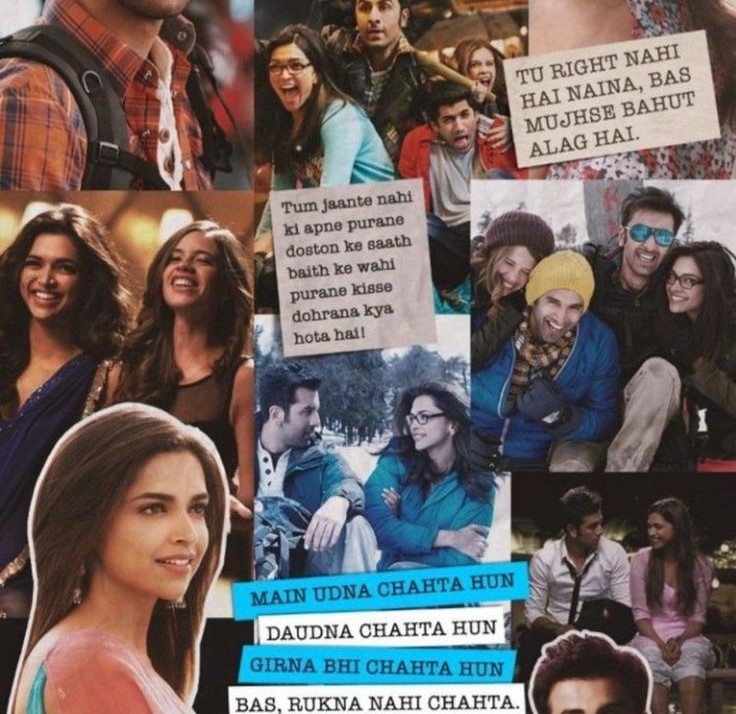 TU RIGHT NAHI
HAI NAINA, BAS
MUJHSE BAHUT
ALAG HAI.
Tum jaante nahi
ki apne purane
doston ke saath
baith ke wahi
purane kisse
dohrana kya
hota hai!
MAIN UDNA CHAHTA HUN
DAUDNA CHAHTA HUN
GIRNA BHI CHAHTA HUN
BAS, RUKNA NAHI CHAHTA.